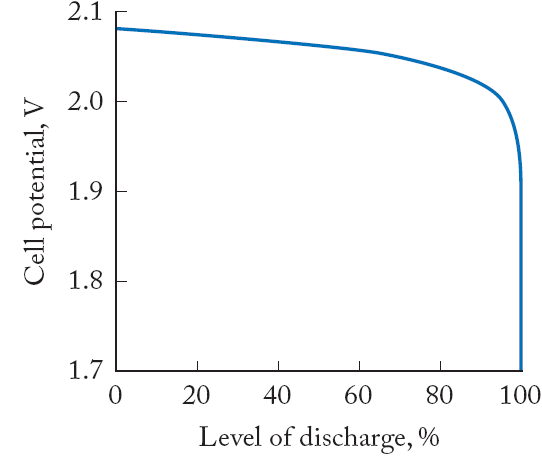 2.1
2.0
1.9
1.8
1.7
Cell potential, V
0 20 40 60 80 100
Level of discharge, %